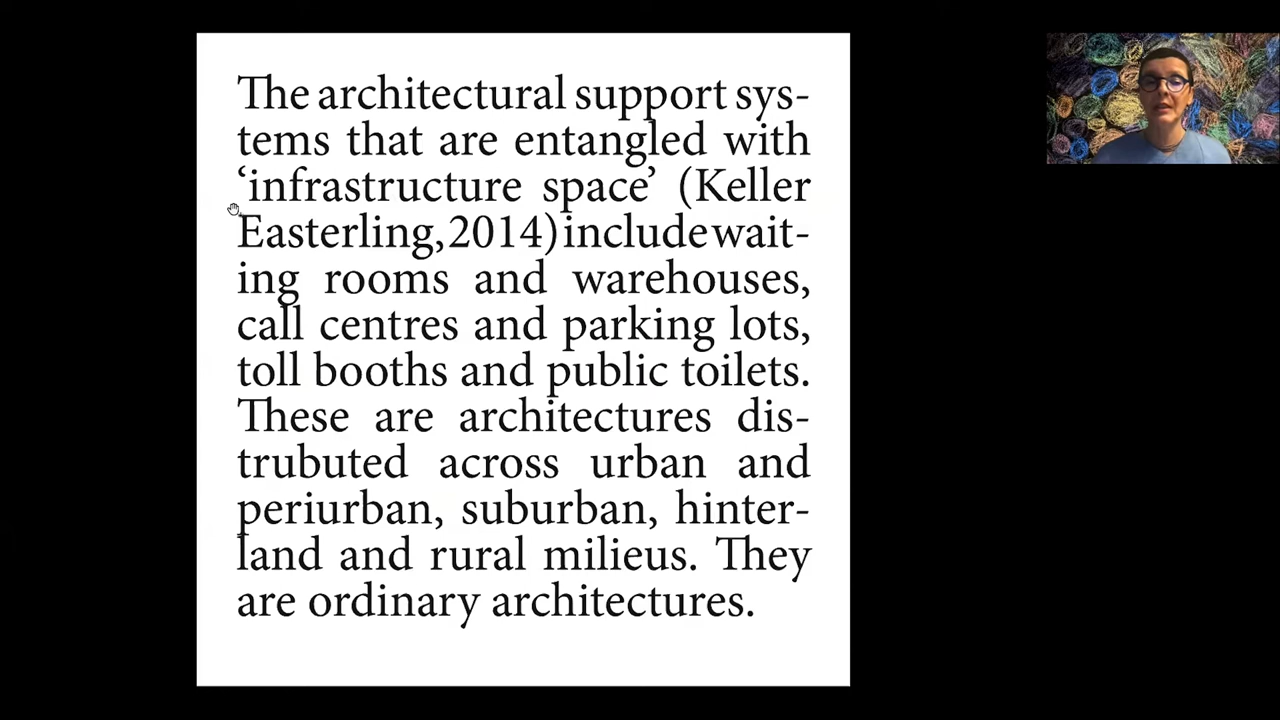 The architectural support sys-
tems that are entangled with
‘infrastructure space’ (Keller
Easterling, 2014) include wait-
ing rooms and warehouses,
call centres and parking lots,
toll booths and public toilets.
These are architectures dis-
trubuted across urban and
periurban, suburban, hinter-
land and rural milieus. They
are ordinary architectures.